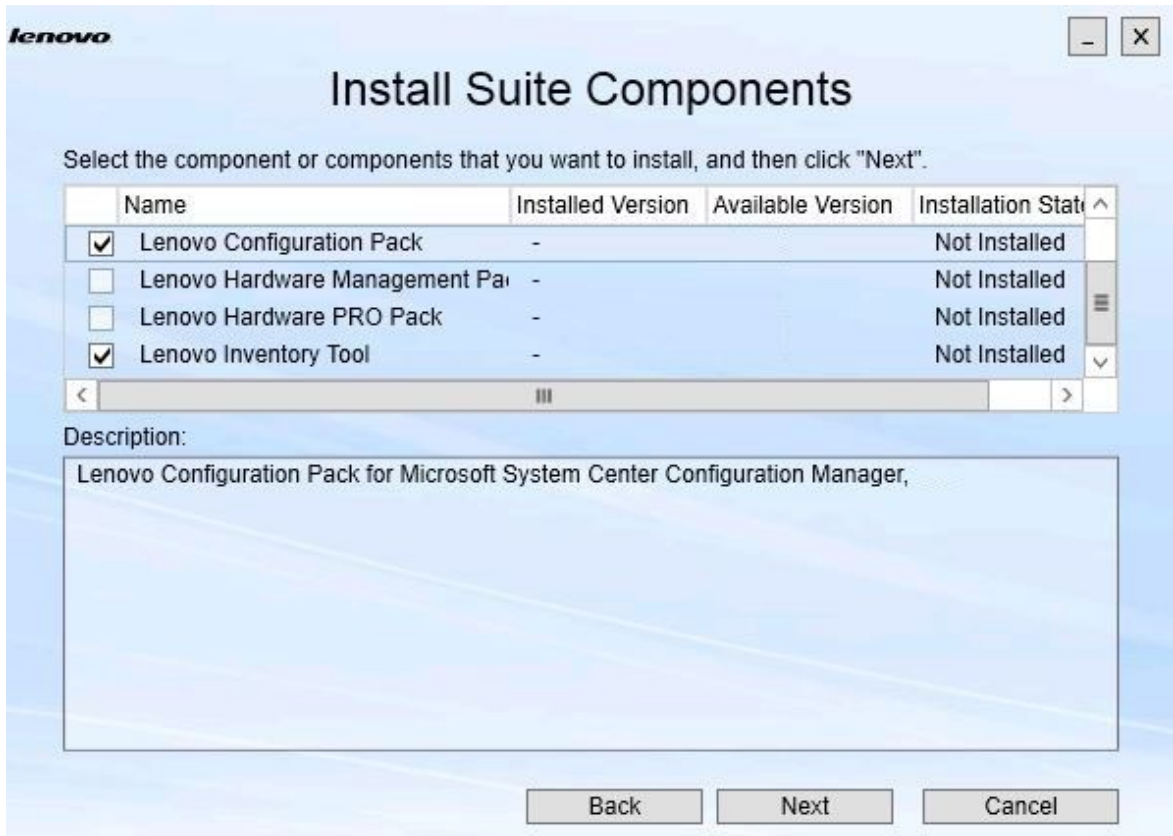 lenovo
Install Suite Components
Select the component or components that you want to install, and then click "Next".
Name Installed Version Available Version Installation State
Lenovo Configuration Pack - Not Installed
Lenovo Hardware Management Pa - Not Installed
Lenovo Hardware PRO Pack - Not Installed
Lenovo Inventory Tool - Not Installed
Description:
Lenovo Configuration Pack for Microsoft System Center Configuration Manager,
Back Next Cancel